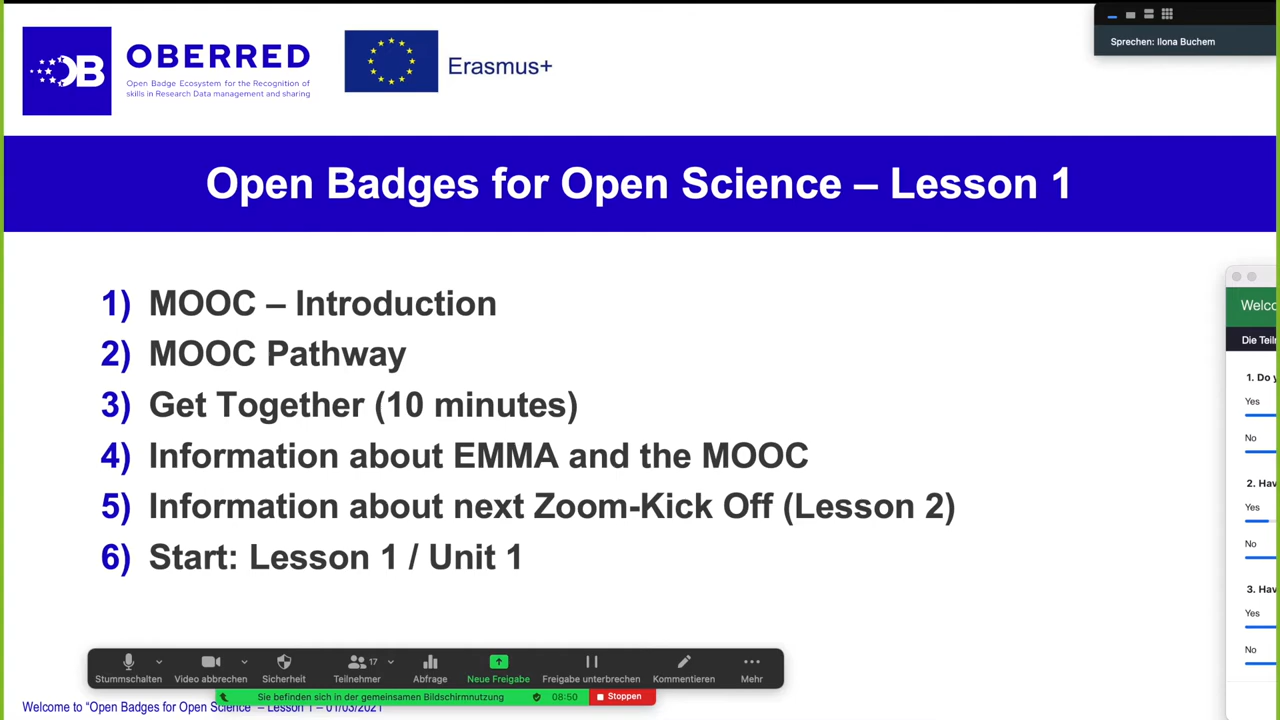 OB
OBERRED
Open Badge Ecosystem for the Recognition of
skills in Research Data management and sharing
Erasmus+
Sprechen: Ilona Buchem
Open Badges for Open Science – Lesson 1
1) MOOC – Introduction
2) MOOC Pathway
3) Get Together (10 minutes)
4) Information about EMMA and the MOOC
5) Information about next Zoom-Kick Off (Lesson 2)
6) Start: Lesson 1 / Unit 1
Welco
Die Teil
1. Do y
Yes
No
2. Hav
Yes
No
3. Hav
Yes
No
17
Stummschalten
Video abbrechen
Sicherheit
Teilnehmer
Abfrage
Neue Freigabe
Freigabe unterbrechen
Kommentieren
Mehr
Sie befinden sich in der gemeinsamen Bildschirmnutzung
08:50
Stoppen
Welcome to “Open Badges for Open Science” – Lesson 1 – 01/03/2021